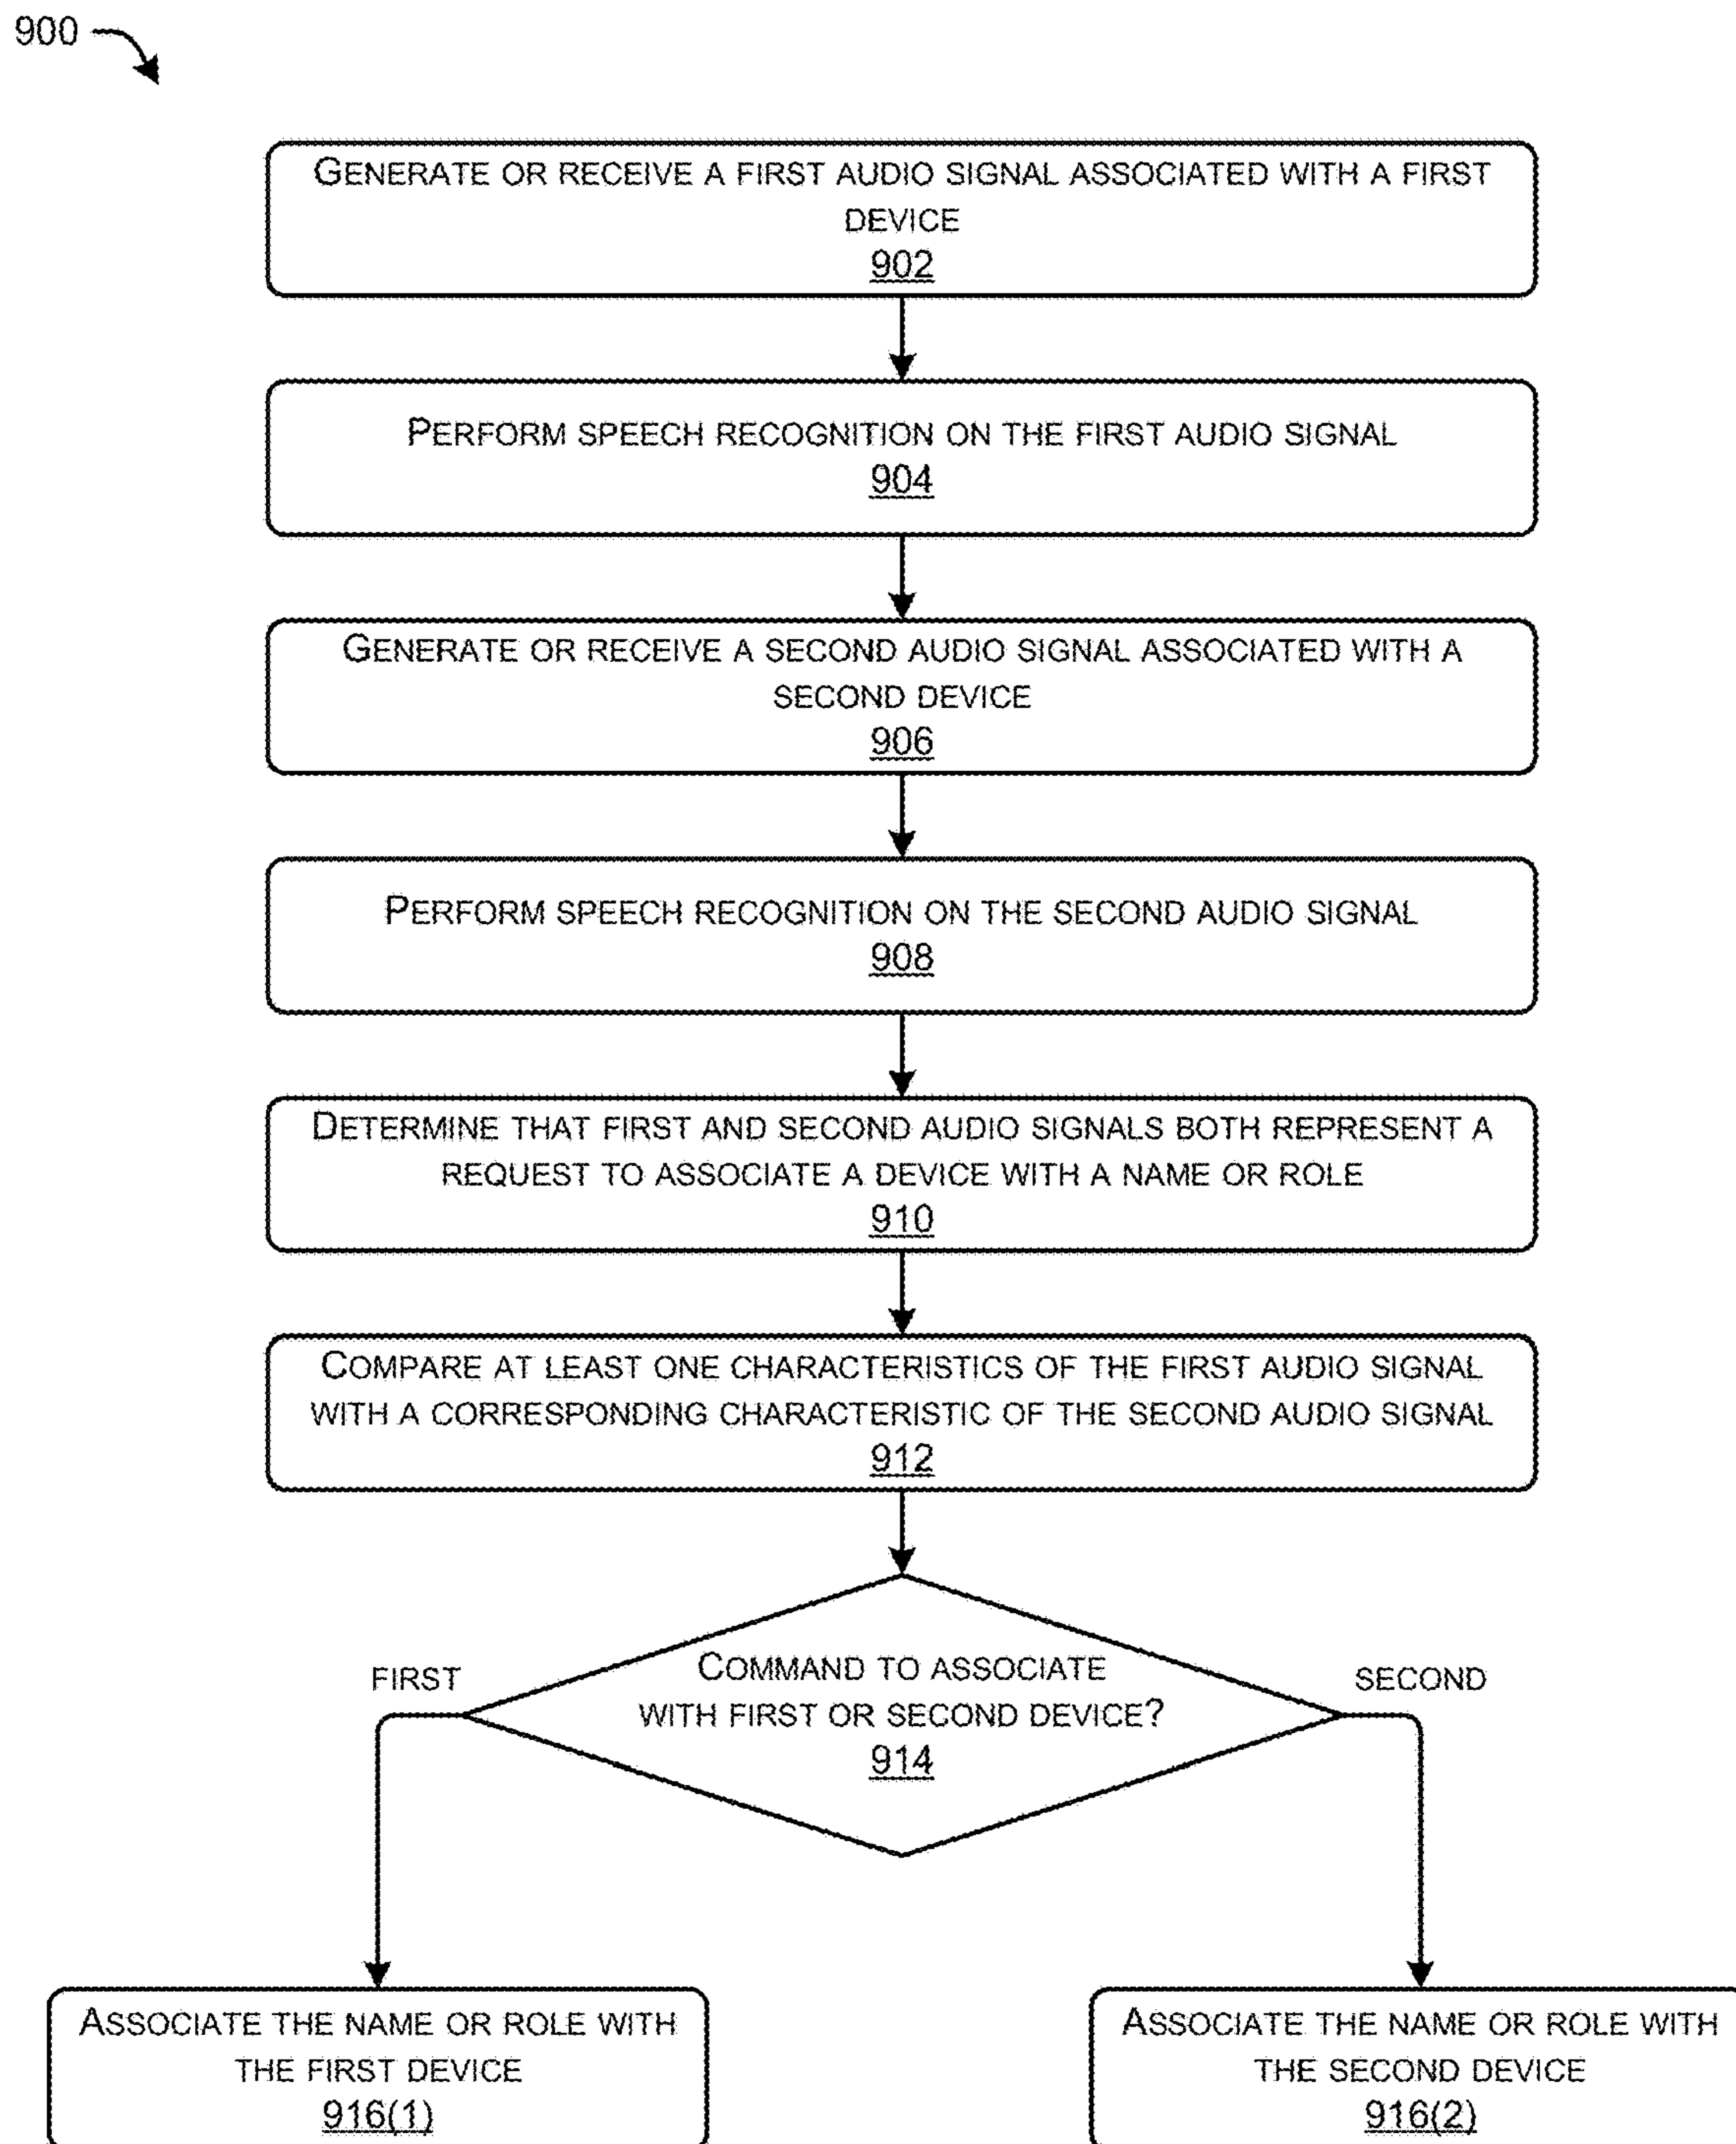 900
GENERATE OR RECEIVE A FIRST AUDIO SIGNAL ASSOCIATED WITH A FIRST
DEVICE
902
PERFORM SPEECH RECOGNITION ON THE FIRST AUDIO SIGNAL
904
GENERATE OR RECEIVE A SECOND AUDIO SIGNAL ASSOCIATED WITH A
SECOND DEVICE
906
PERFORM SPEECH RECOGNITION ON THE SECOND AUDIO SIGNAL
908
DETERMINE THAT FIRST AND SECOND AUDIO SIGNALS BOTH REPRESENT A
REQUEST TO ASSOCIATE A DEVICE WITH A NAME OR ROLE
910
COMPARE AT LEAST ONE CHARACTERISTICS OF THE FIRST AUDIO SIGNAL
WITH A CORRESPONDING CHARACTERISTIC OF THE SECOND AUDIO SIGNAL
912
COMMAND TO ASSOCIATE
WITH FIRST OR SECOND DEVICE?
914
FIRST
SECOND
ASSOCIATE THE NAME OR ROLE WITH
THE FIRST DEVICE
916(1)
ASSOCIATE THE NAME OR ROLE WITH
THE SECOND DEVICE
916(2)